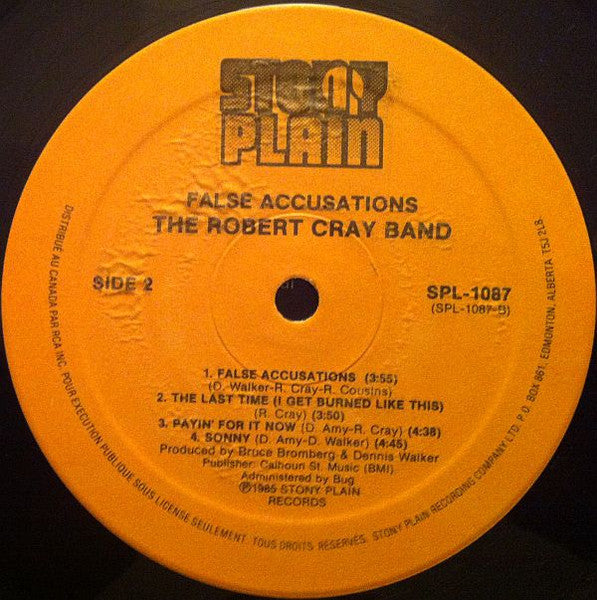 STONY
PLAIN
FALSE ACCUSATIONS
THE ROBERT CRAY BAND
SIDE 2
SPL-1087
(SPL-1087-B)
1. FALSE ACCUSATIONS (3:55)
(D. Walker-R. Cray-R. Cousins)
2. THE LAST TIME (I GET BURNED LIKE THIS)
(R. Cray) (3:50)
3. PAYIN' FOR IT NOW (D. Amy-R. Cray) (4:38)
4. SONNY (D. Amy-D. Walker) (4:45)
Produced by Bruce Bromberg & Dennis Walker
Publisher: Calhoun St. Music (BMI)
Administered by Bug
℗1985 STONY PLAIN
RECORDS
DISTRIBUÉ AU CANADA PAR RCA INC. POUR EXÉCUTION PUBLIQUE SOUS LICENSE SEULEMENT. TOUS DROITS RESERVÉS. STONY PLAIN RECORDING COMPANY LTD. P.O. BOX 861, EDMONTON, ALBERTA T5J 2L8